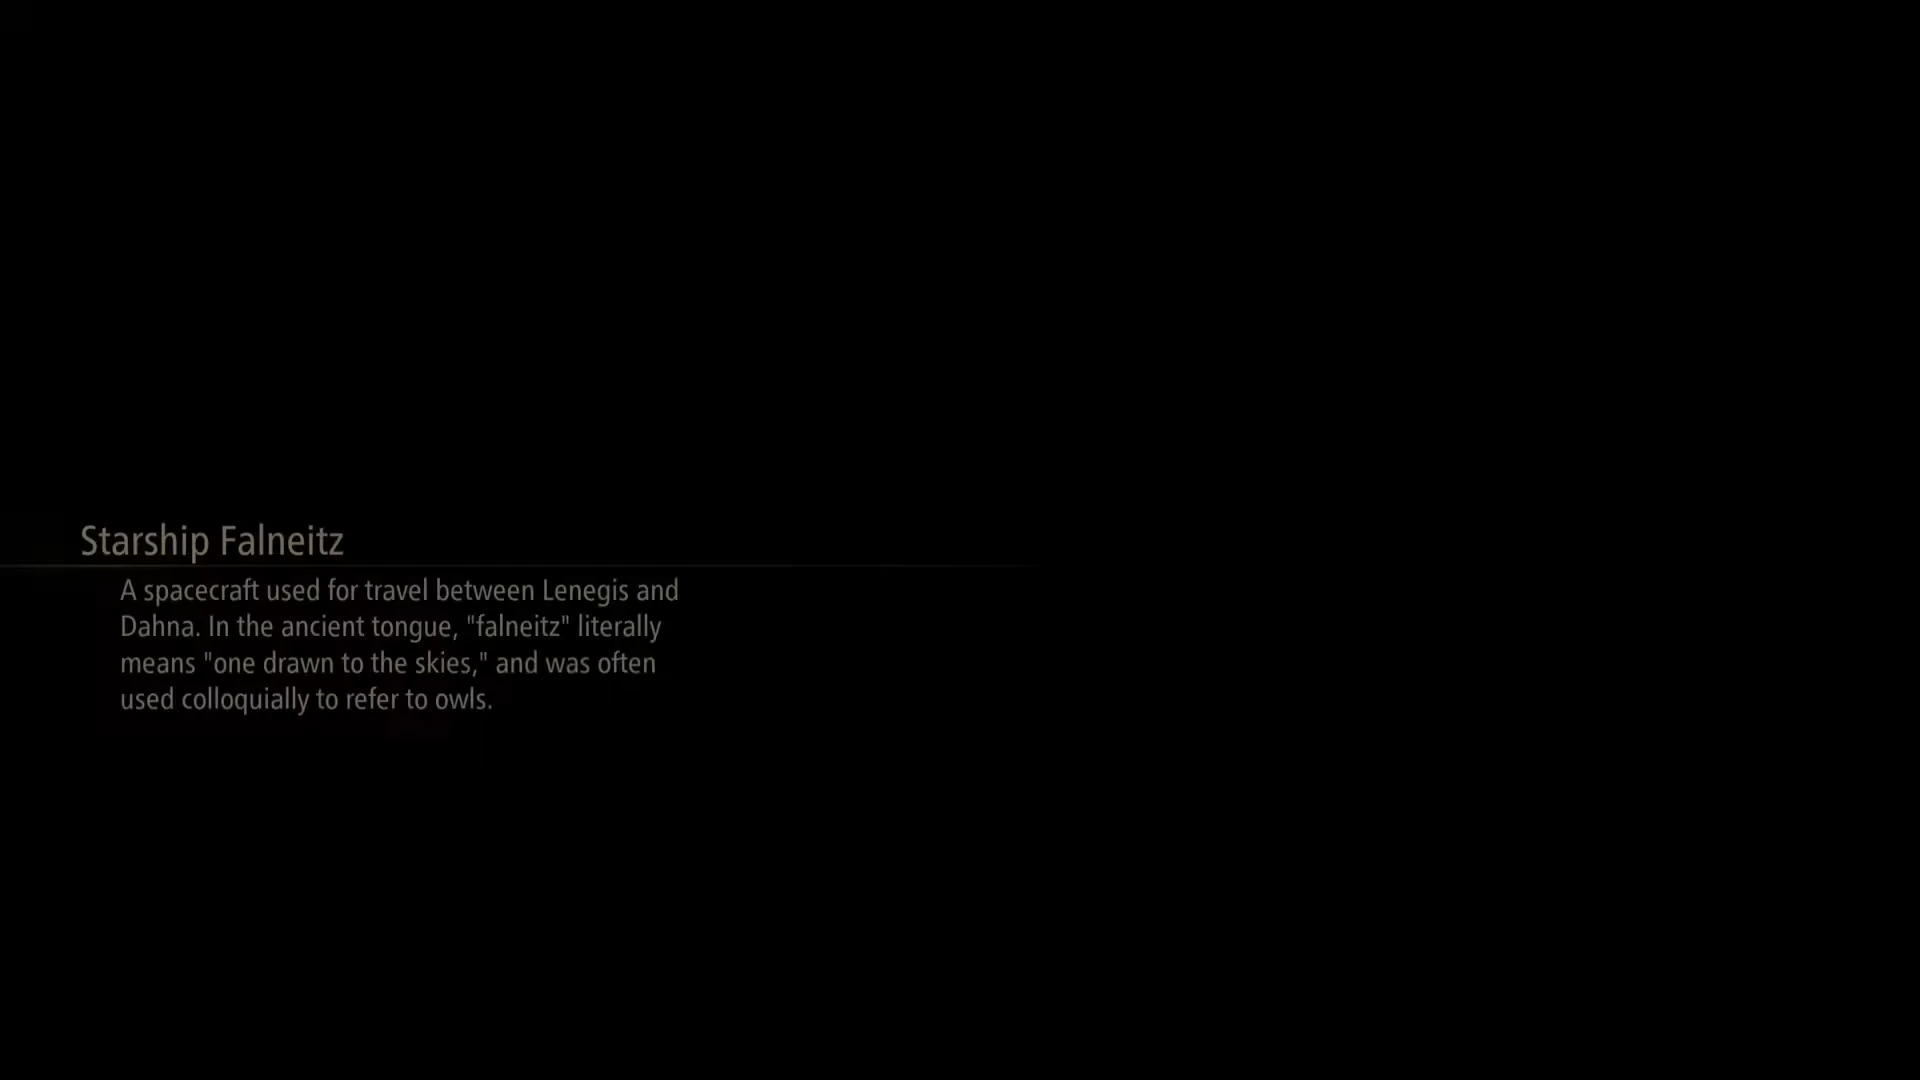 Starship Falneitz
A spacecraft used for travel between Lenegis and
Dahna. In the ancient tongue, "falneitz" literally
means "one drawn to the skies," and was often
used colloquially to refer to owls.